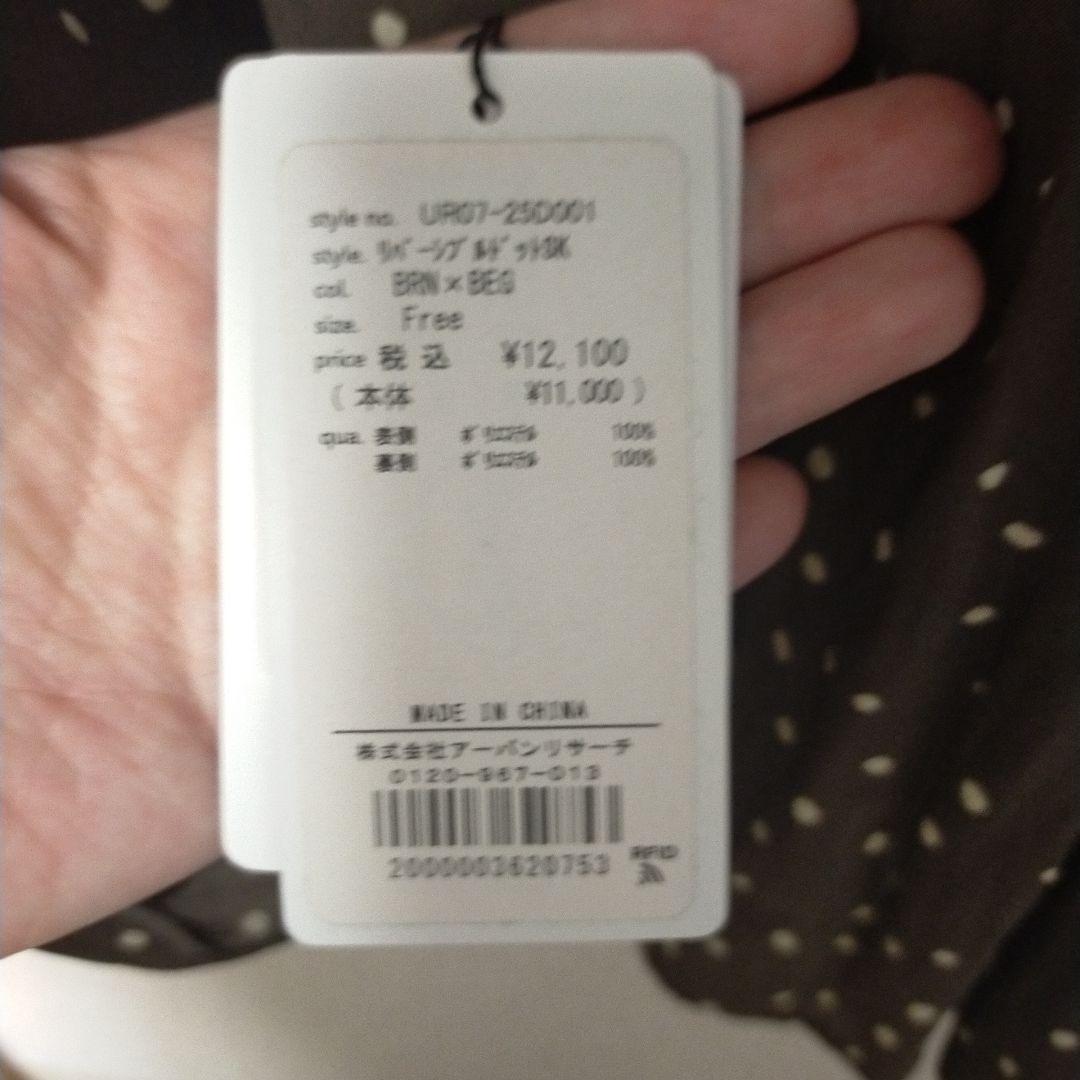 style no. UR07-25D001
style. ﾘﾊﾞｰｼﾌﾞﾙﾄﾞｯﾄSK
col. BRN×BEG
size. Free
price 税込 ¥12,100
(本体 ¥11,000)
qua. 表側 ﾎﾟﾘｴｽﾃﾙ 100%
裏側 ﾎﾟﾘｴｽﾃﾙ 100%
MADE IN CHINA
株式会社アーバンリサーチ
0120-967-013
2000003620753
RFID